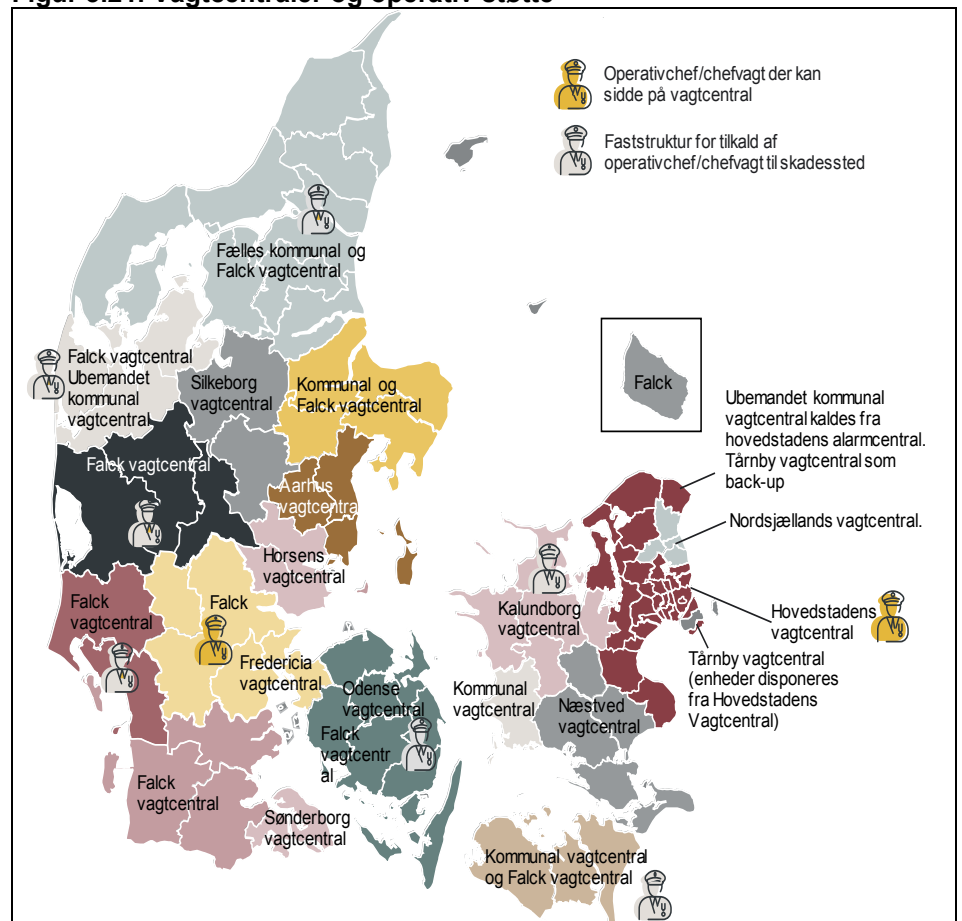 Operativchef/chefvagt der kan
sidde på vagtcentral
Faststruktur for tilkald af
operativchef/chefvagt til skadessted
Fælles kommunal og
Falck vagtcentral
Falck vagtcentral
Ubemandet
kommunal
vagtcentral
Silkeborg
vagtcentral
Kommunal og
Falck vagtcentral
Falck
Ubemandet kommunal
vagtcentral kaldes fra
hovedstadens alarmcentral.
Tårnby vagtcentral som
back-up
Falck vagtcentral
Aarhus
vagtcentral
Nordsjællands vagtcentral.
Horsens
vagtcentral
Falck
vagtcentral
Falck
Kalundborg
vagtcentral
Hovedstadens
vagtcentral
Fredericia
vagtcentral
Odense
vagtcentral
Kommunal
vagtcentral
Næstved
vagtcentral
Tårnby vagtcentral
(enheder disponeres
fra Hovedstadens
Vagtcentral)
Falck
vagtcentr
ål
Falck
vagtcentral
Sønderborg
vagtcentral
Kommunal vagtcentral
og Falck vagtcentral